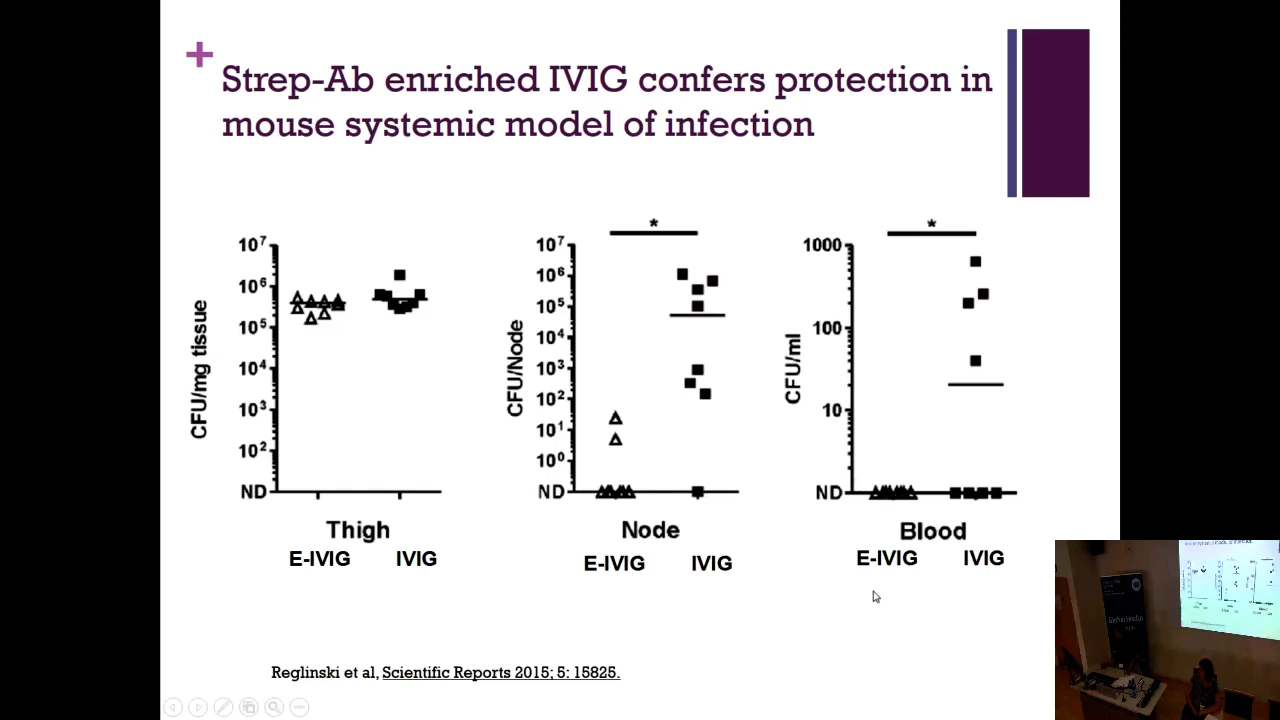 +
Strep-Ab enriched IVIG confers protection in
mouse systemic model of infection
CFU/mg tissue
10^7
10^6
10^5
10^4
10^3
10^2
ND
Thigh
E-IVIG IVIG
*
CFU/Node
10^7
10^6
10^5
10^4
10^3
10^2
10^1
10^0
ND
Node
E-IVIG IVIG
*
CFU/ml
1000
100
10
ND
Blood
E-IVIG IVIG
Reglinski et al, Scientific Reports 2015; 5: 15825.
Global Health